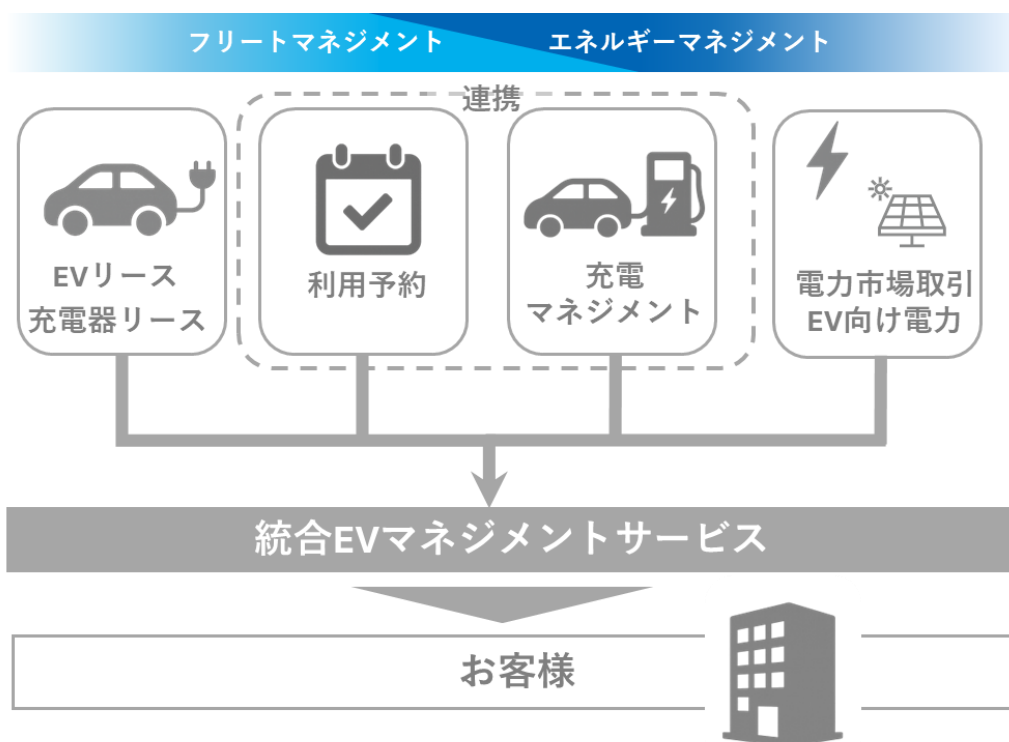 フリートマネジメント
エネルギーマネジメント
連携
EVリース
充電器リース
利用予約
充電
マネジメント
電力市場取引
EV向け電力
統合EVマネジメントサービス
お客様